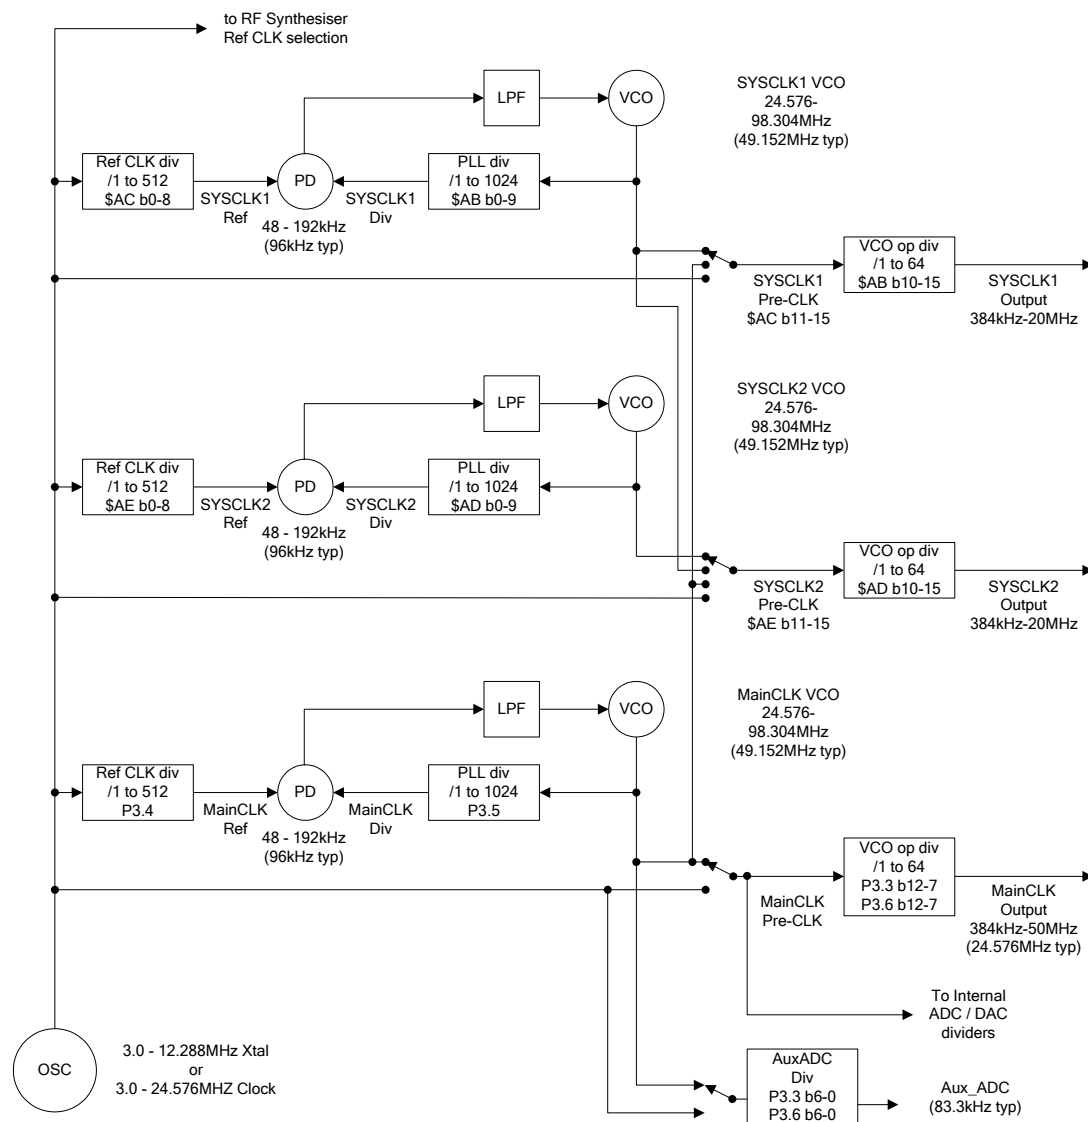 to RF Synthesiser
Ref CLK selection
LPF
VCO
SYSCLK1 VCO
24.576-
98.304MHz
(49.152MHz typ)
Ref CLK div
/1 to 512
$AC b0-8
SYSCLK1
Ref
PD
48 - 192kHz
(96kHz typ)
SYSCLK1
Div
PLL div
/1 to 1024
$AB b0-9
SYSCLK1
Pre-CLK
$AC b11-15
VCO op div
/1 to 64
$AB b10-15
SYSCLK1
Output
384kHz-20MHz
LPF
VCO
SYSCLK2 VCO
24.576-
98.304MHz
(49.152MHz typ)
Ref CLK div
/1 to 512
$AE b0-8
SYSCLK2
Ref
PD
48 - 192kHz
(96kHz typ)
SYSCLK2
Div
PLL div
/1 to 1024
$AD b0-9
SYSCLK2
Pre-CLK
$AE b11-15
VCO op div
/1 to 64
$AD b10-15
SYSCLK2
Output
384kHz-20MHz
LPF
VCO
MainCLK VCO
24.576-
98.304MHz
(49.152MHz typ)
Ref CLK div
/1 to 512
P3.4
MainCLK
Ref
PD
48 - 192kHz
(96kHz typ)
MainCLK
Div
PLL div
/1 to 1024
P3.5
MainCLK
Pre-CLK
VCO op div
/1 to 64
P3.3 b12-7
P3.6 b12-7
MainCLK
Output
384kHz-50MHz
(24.576MHz typ)
To Internal
ADC / DAC
dividers
OSC
3.0 - 12.288MHz Xtal
or
3.0 - 24.576MHZ Clock
AuxADC
Div
P3.3 b6-0
P3.6 b6-0
Aux_ADC
(83.3kHz typ)